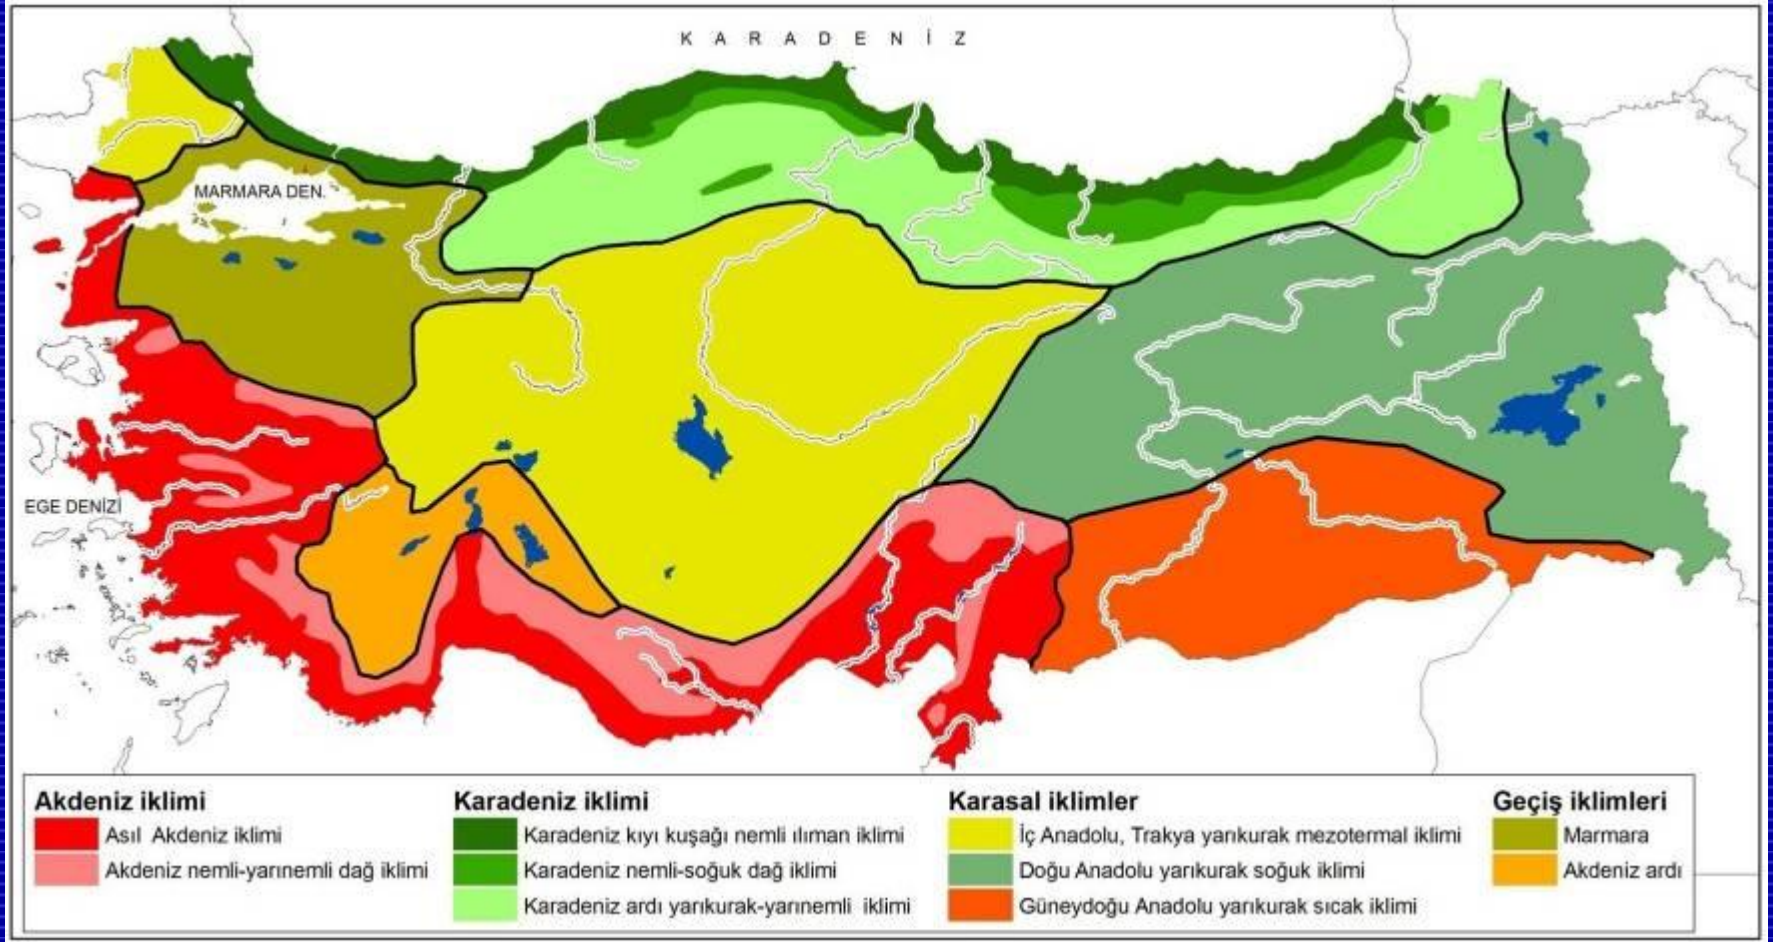 K A R A D E N İ Z
MARMARA DEN.
EGE DENİZİ
Akdeniz iklimi
Asıl Akdeniz iklimi
Akdeniz nemli-yarınemli dağ iklimi
Karadeniz iklimi
Karadeniz kıyı kuşağı nemli ılıman iklimi
Karadeniz nemli-soğuk dağ iklimi
Karadeniz ardı yarıkurak-yarınemli iklimi
Karasal iklimler
İç Anadolu, Trakya yarıkurak mezotermal iklimi
Doğu Anadolu yarıkurak soğuk iklimi
Güneydoğu Anadolu yarıkurak sıcak iklimi
Geçiş iklimleri
Marmara
Akdeniz ardı